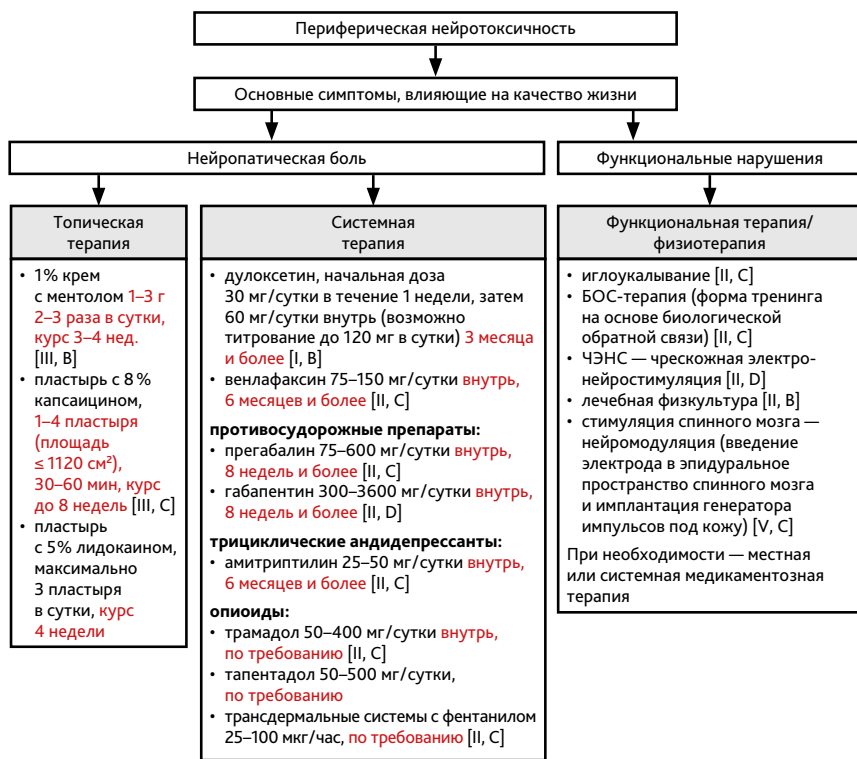 Периферическая нейротоксичность
Основные симптомы, влияющие на качество жизни
Нейропатическая боль
Функциональные нарушения
Топическая
терапия
• 1% крем
с ментолом 1–3 г
2–3 раза в сутки,
курс 3–4 нед.
[III, B]
• пластырь с 8 %
капсаицином,
1–4 пластыря
(площадь
≤ 1120 см²),
30–60 мин, курс
до 8 недель [III, C]
• пластырь
с 5% лидокаином,
максимально
3 пластыря
в сутки, курс
4 недели
Системная
терапия
• дулоксетин, начальная доза
30 мг/сутки в течение 1 недели, затем
60 мг/сутки внутрь (возможно
титрование до 120 мг в сутки) 3 месяца
и более [I, B]
• венлафаксин 75–150 мг/сутки внутрь,
6 месяцев и более [II, C]
противосудорожные препараты:
• прегабалин 75–600 мг/сутки внутрь,
8 недель и более [II, C]
• габапентин 300–3600 мг/сутки внутрь,
8 недель и более [II, D]
трициклические андидепрессанты:
• амитриптилин 25–50 мг/сутки внутрь,
6 месяцев и более [II, C]
опиоиды:
• трамадол 50–400 мг/сутки внутрь,
по требованию [II, C]
• тапентадол 50–500 мг/сутки,
по требованию
• трансдермальные системы с фентанилом
25–100 мкг/час, по требованию [II, C]
Функциональная терапия/
физиотерапия
• иглоукалывание [II, C]
• БОС-терапия (форма тренинга
на основе биологической
обратной связи) [II, C]
• ЧЭНС — чрескожная электро-
нейростимуляция [II, D]
• лечебная физкультура [II, B]
• стимуляция спинного мозга —
нейромодуляция (введение
электрода в эпидуральное
пространство спинного мозга
и имплантация генератора
импульсов под кожу) [V, C]
При необходимости — местная
или системная медикаментозная
терапия